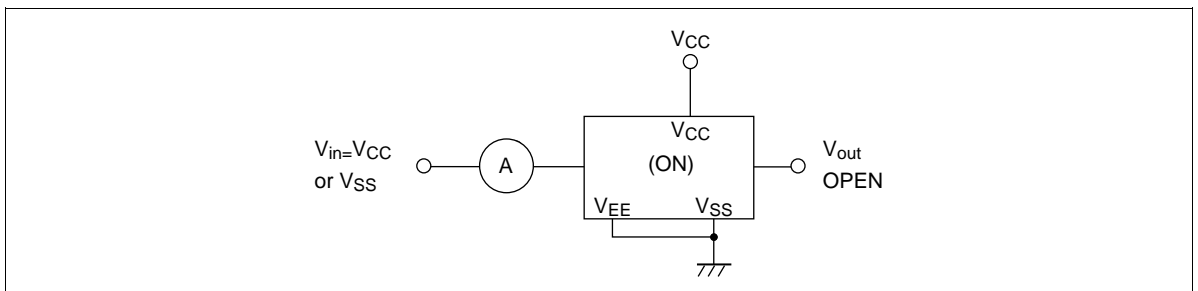 VCC
VCC
Vin=VCC
or VSS
A
(ON)
Vout
OPEN
VEE
VSS